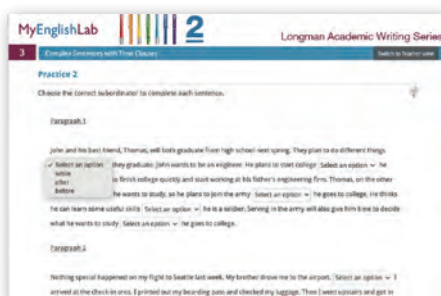 MyEnglishLab 2 Longman Academic Writing Series
3 Complex Sentences with Time Clauses Switch to Teacher view
Practice 2
Choose the correct subordinator to complete each sentence.
Paragraph 1
John and his best friend, Thomas, will both graduate from high school next spring. They plan to do different things
Select an option they graduate. John wants to be an engineer. He plans to start college Select an option he
while
after to finish college quickly and start working at his father's engineering firm. Thomas, on the other
before he wants to study, so he plans to join the army Select an option he goes to college. He thinks
he can learn some useful skills Select an option he is a soldier. Serving in the army will also give him time to decide
what he wants to study Select an option he goes to college.
Paragraph 2
Nothing special happened on my flight to Seattle last week. My brother drove me to the airport. Select an option I
arrived at the check-in area. I printed out my boarding pass and checked my luggage. Then I went upstairs and got in